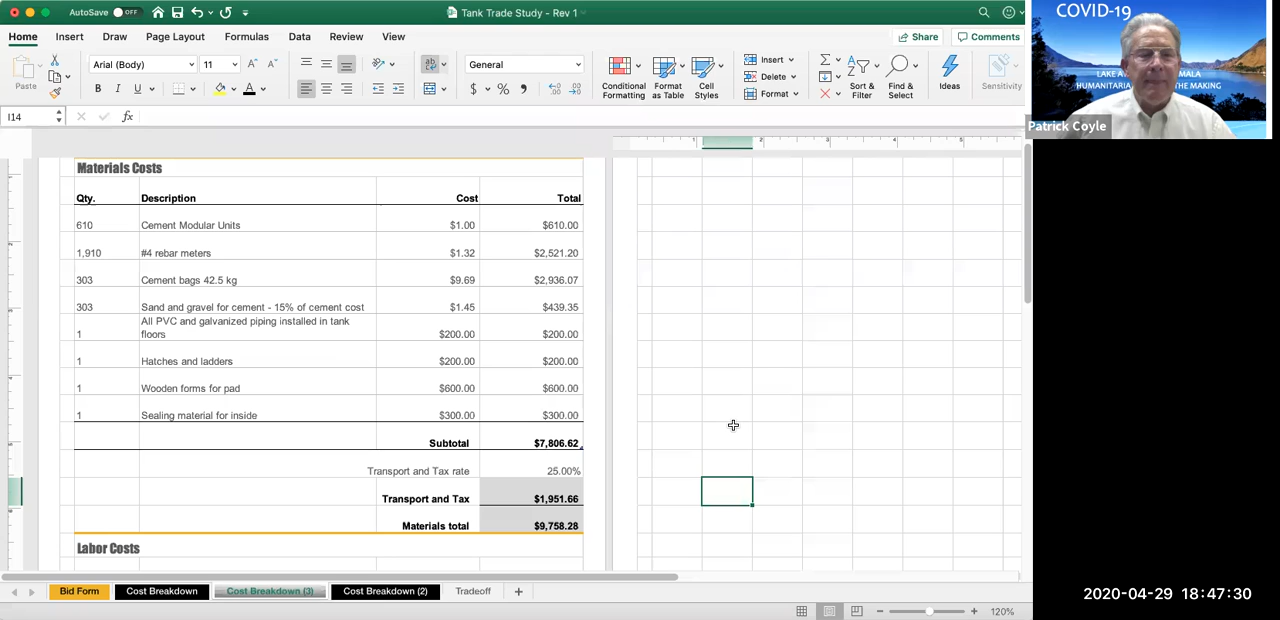 AutoSave OFF
Tank Trade Study - Rev 1
Home Insert Draw Page Layout Formulas Data Review View
Share Comments
Paste
Arial (Body) 11
B I U
General
$ %
Conditional Formatting
Format as Table
Cell Styles
Insert
Delete
Format
Sort & Filter
Find & Select
Ideas
Sensitivity
I14
fx
Materials Costs
Qty. Description Cost Total
610 Cement Modular Units $1.00 $610.00
1,910 #4 rebar meters $1.32 $2,521.20
303 Cement bags 42.5 kg $9.69 $2,936.07
303 Sand and gravel for cement - 15% of cement cost $1.45 $439.35
All PVC and galvanized piping installed in tank
1 floors $200.00 $200.00
1 Hatches and ladders $200.00 $200.00
1 Wooden forms for pad $600.00 $600.00
1 Sealing material for inside $300.00 $300.00
Subtotal $7,806.62
Transport and Tax rate 25.00%
Transport and Tax $1,951.66
Materials total $9,758.28
Labor Costs
Bid Form Cost Breakdown Cost Breakdown (3) Cost Breakdown (2) Tradeoff +
120%
COVID-19
LAKE A MALA
HUMANITARIA THE MAKING
Patrick Coyle
2020-04-29 18:47:30